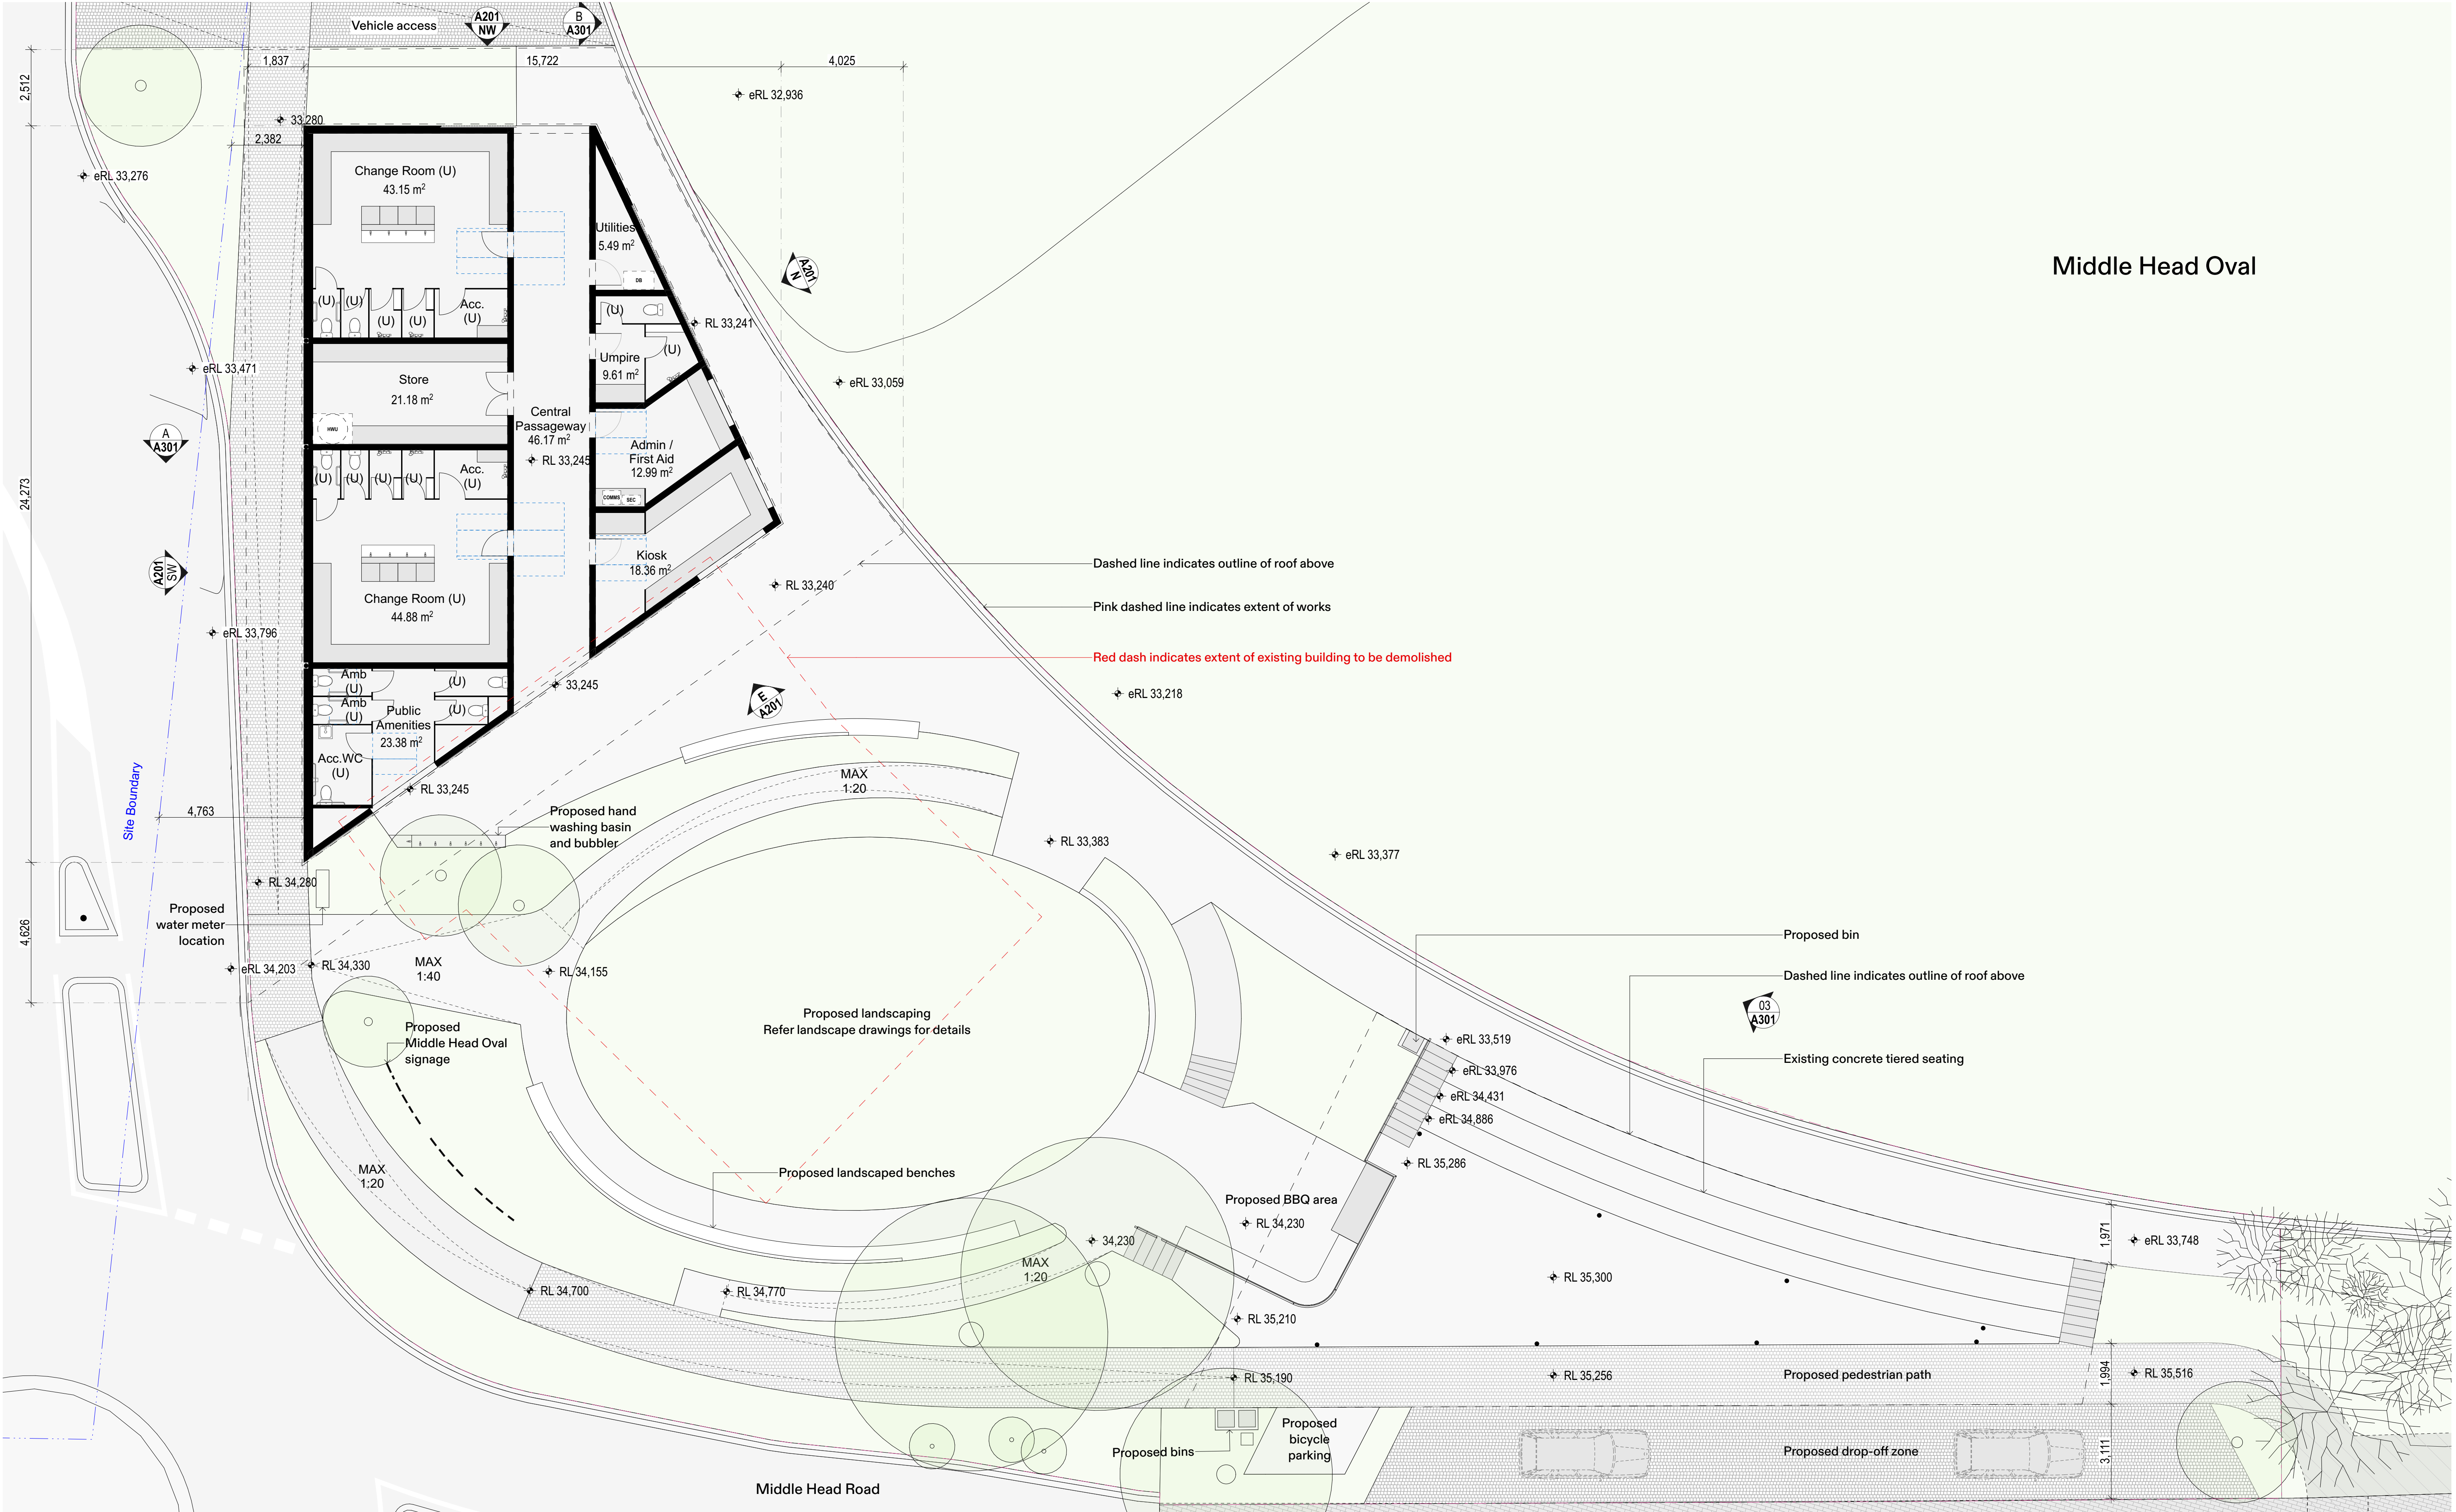 Vehicle access
A201
NW
B
A301
1,837
15,722
4,025
2,512
eRL 32,936
33,280
2,382
eRL 33,276
Change Room (U)
43.15 m²
Utilities
5.49 m²
DB
A201
N
Middle Head Oval
(U)
(U)
(U)
(U)
Acc.
(U)
(U)
RL 33,241
Umpire
9.61 m²
(U)
eRL 33,471
Store
21.18 m²
HWU
eRL 33,059
Central
Passageway
46.17 m²
RL 33,245
A
A301
Admin /
First Aid
12.99 m²
COMMS
SEC
(U)
(U)
(U)
(U)
Acc.
(U)
24,273
Kiosk
18.36 m²
A201
SW
Change Room (U)
44.88 m²
RL 33,240
Dashed line indicates outline of roof above
Pink dashed line indicates extent of works
Red dash indicates extent of existing building to be demolished
eRL 33,796
Amb
(U)
(U)
Amb
(U)
(U)
Public
Amenities
23.38 m²
Acc.WC
(U)
33,245
E
A201
eRL 33,218
RL 33,245
Site Boundary
4,763
MAX
1:20
Proposed hand
washing basin
and bubbler
RL 33,383
eRL 33,377
RL 34,280
Proposed
water meter
location
4,626
eRL 34,203
RL 34,330
MAX
1:40
RL 34,155
Proposed bin
Dashed line indicates outline of roof above
03
A301
Proposed landscaping
Refer landscape drawings for details
Proposed
Middle Head Oval
signage
eRL 33,519
Existing concrete tiered seating
eRL 33,976
eRL 34,431
eRL 34,886
MAX
1:20
Proposed landscaped benches
RL 35,286
Proposed BBQ area
RL 34,230
34,230
1,971
eRL 33,748
MAX
1:20
RL 35,300
RL 34,700
RL 34,770
RL 35,210
RL 35,190
RL 35,256
Proposed pedestrian path
1,994
RL 35,516
Proposed bins
Proposed
bicycle
parking
Proposed drop-off zone
3,111
Middle Head Road